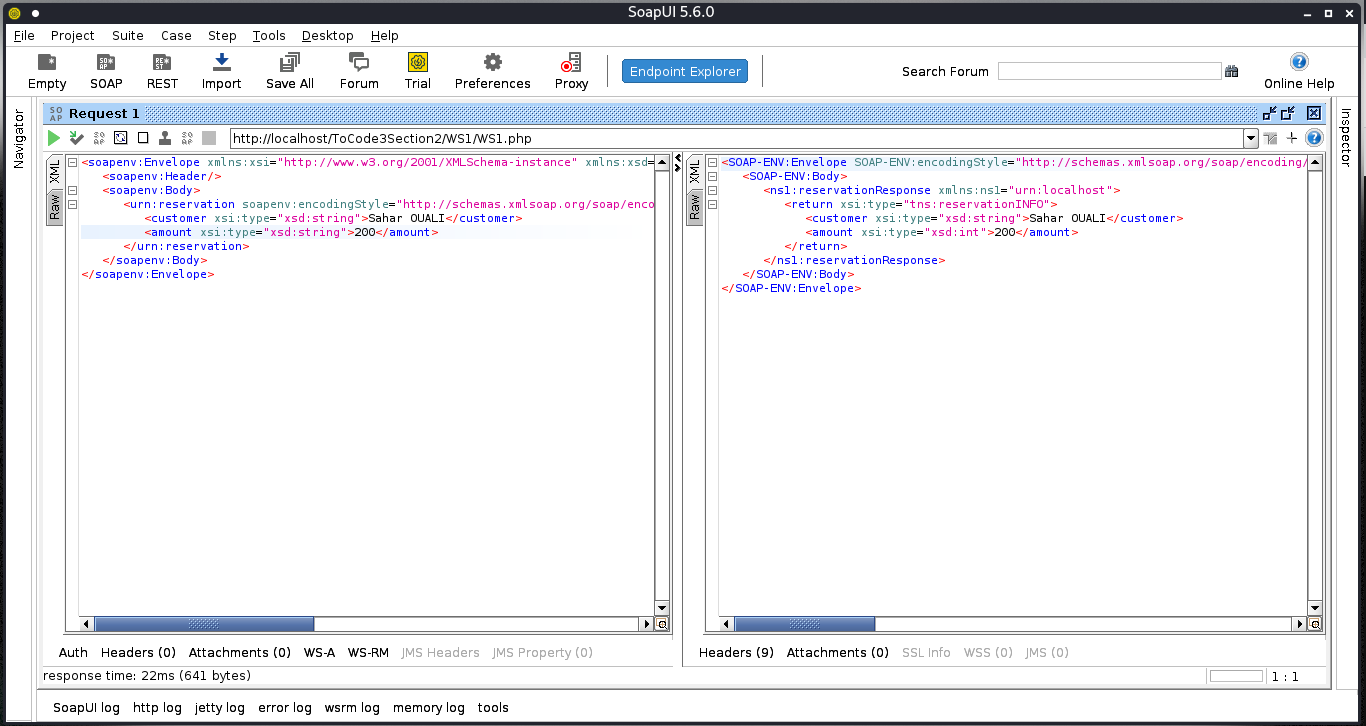 SoapUI 5.6.0
File Project Suite Case Step Tools Desktop Help
Empty SOAP REST Import Save All Forum Trial Preferences Proxy Endpoint Explorer Search Forum Online Help
Navigator
Inspector
Request 1
http://localhost/ToCode3Section2/WS1/WS1.php
XML
Raw
<soapenv:Envelope xmlns:xsi="http://www.w3.org/2001/XMLSchema-instance" xmlns:xsd=
<soapenv:Header/>
<soapenv:Body>
<urn:reservation soapenv:encodingStyle="http://schemas.xmlsoap.org/soap/enco
<customer xsi:type="xsd:string">Sahar OUALI</customer>
<amount xsi:type="xsd:string">200</amount>
</urn:reservation>
</soapenv:Body>
</soapenv:Envelope>
XML
Raw
<SOAP-ENV:Envelope SOAP-ENV:encodingStyle="http://schemas.xmlsoap.org/soap/encoding/
<SOAP-ENV:Body>
<ns1:reservationResponse xmlns:ns1="urn:localhost">
<return xsi:type="tns:reservationINFO">
<customer xsi:type="xsd:string">Sahar OUALI</customer>
<amount xsi:type="xsd:int">200</amount>
</return>
</ns1:reservationResponse>
</SOAP-ENV:Body>
</SOAP-ENV:Envelope>
Auth Headers (0) Attachments (0) WS-A WS-RM JMS Headers JMS Property (0)
Headers (9) Attachments (0) SSL Info WSS (0) JMS (0)
response time: 22ms (641 bytes)
1 : 1
SoapUI log http log jetty log error log wsrm log memory log tools